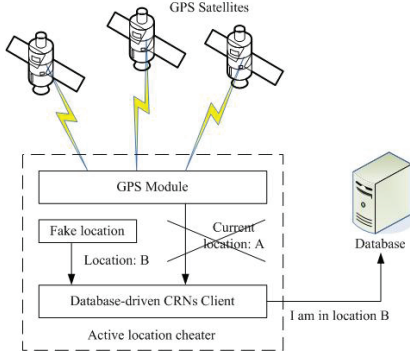 GPS Satellites
GPS Module
Fake location
Current
location: A
Location: B
Database
Database-driven CRNs Client
I am in location B
Active location cheater